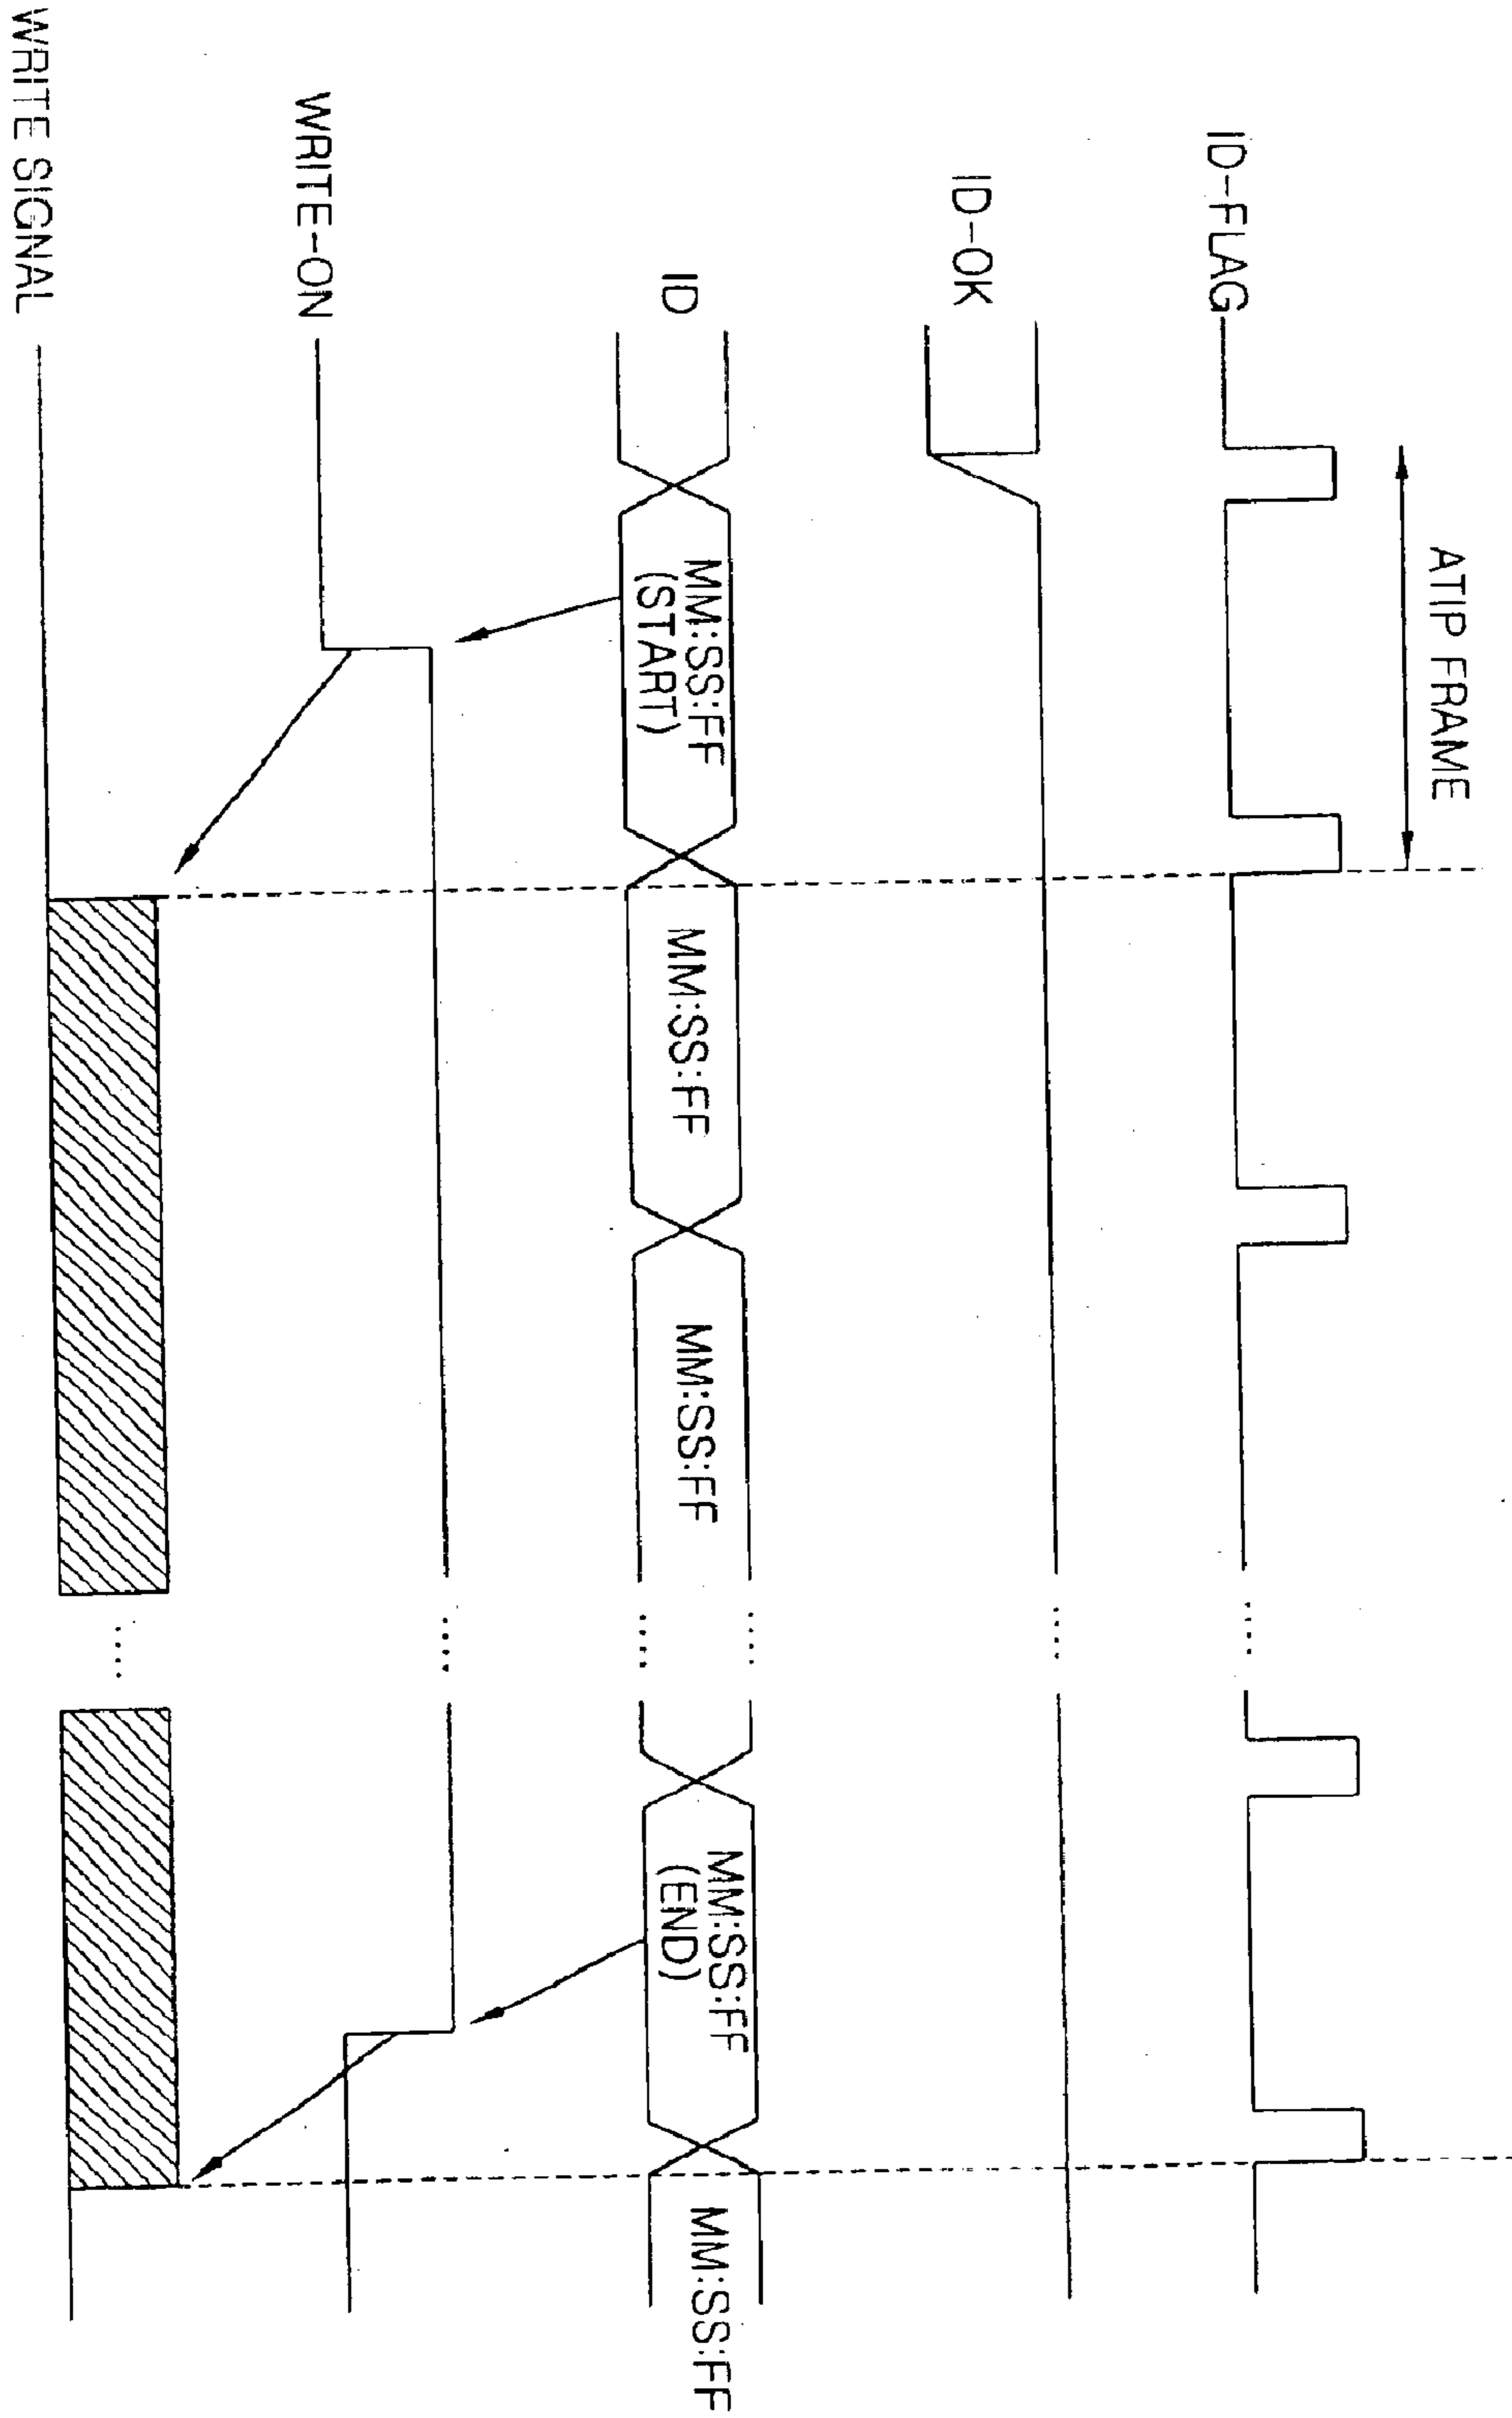 ATIP FRAME
ID-FLAG
ID-OK
ID
MM:SS:FF
(START)
MM:SS:FF
MM:SS:FF
MM:SS:FF
(END)
MM:SS:FF
WRITE-ON
WRITE SIGNAL